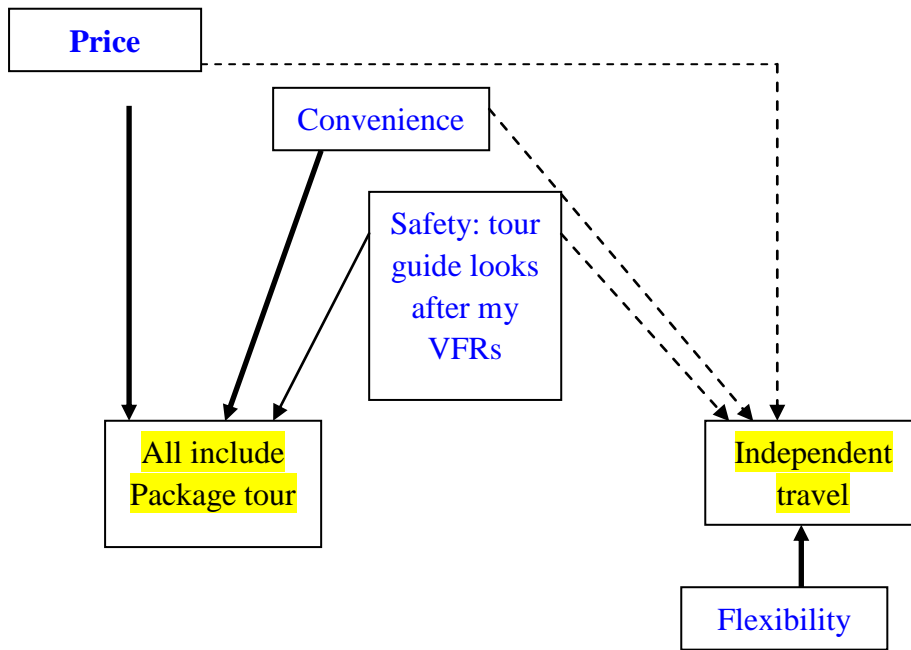 Price
Convenience
Safety: tour
guide looks
after my
VFRs
All include
Package tour
Independent
travel
Flexibility